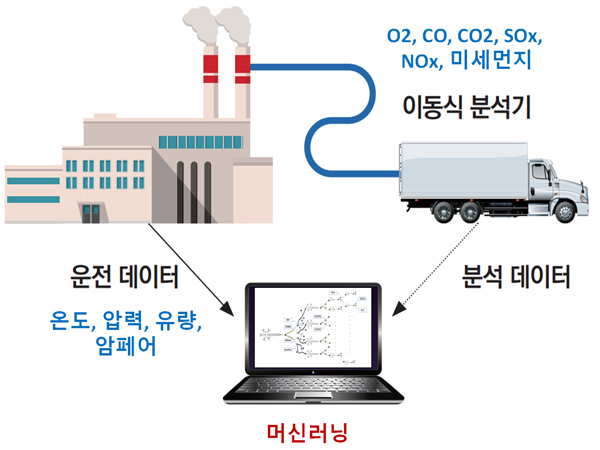 O2, CO, CO2, SOx,
NOx, 미세먼지
이동식 분석기
운전 데이터
온도, 압력, 유량,
암페어
분석 데이터
머신러닝